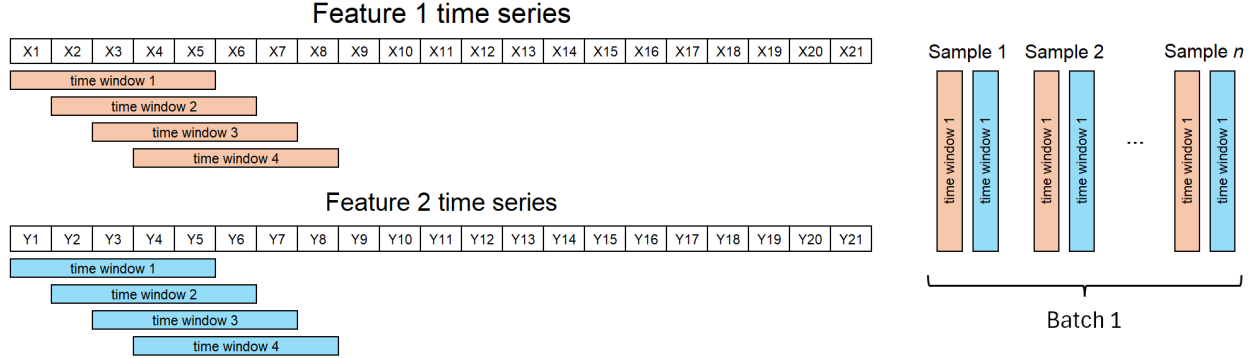 Feature 1 time series
X1 X2 X3 X4 X5 X6 X7 X8 X9 X10 X11 X12 X13 X14 X15 X16 X17 X18 X19 X20 X21
time window 1
time window 2
time window 3
time window 4
Feature 2 time series
Y1 Y2 Y3 Y4 Y5 Y6 Y7 Y8 Y9 Y10 Y11 Y12 Y13 Y14 Y15 Y16 Y17 Y18 Y19 Y20 Y21
time window 1
time window 2
time window 3
time window 4
Sample 1 Sample 2 Sample n
time window 1
time window 1
time window 1
time window 1
...
time window 1
time window 1
Batch 1